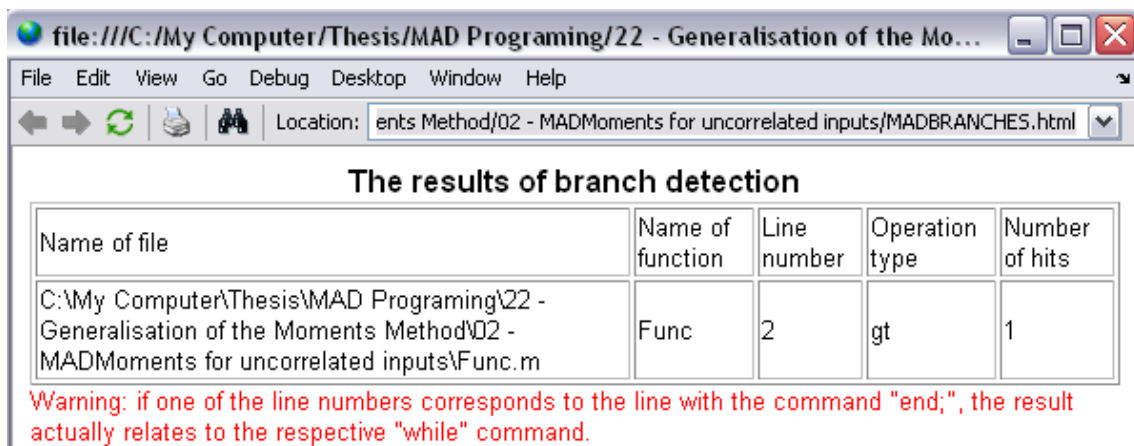 file:///C:/My Computer/Thesis/MAD Programing/22 - Generalisation of the Mo...
File Edit View Go Debug Desktop Window Help
Location: ents Method/02 - MADMoments for uncorrelated inputs/MADBRANCHES.html
The results of branch detection
Name of file
Name of
function
Line
number
Operation
type
Number
of hits
C:\My Computer\Thesis\MAD Programing\22 -
Generalisation of the Moments Method\02 -
MADMoments for uncorrelated inputs\Func.m
Func
2
gt
1
Warning: if one of the line numbers corresponds to the line with the command "end;", the result
actually relates to the respective "while" command.